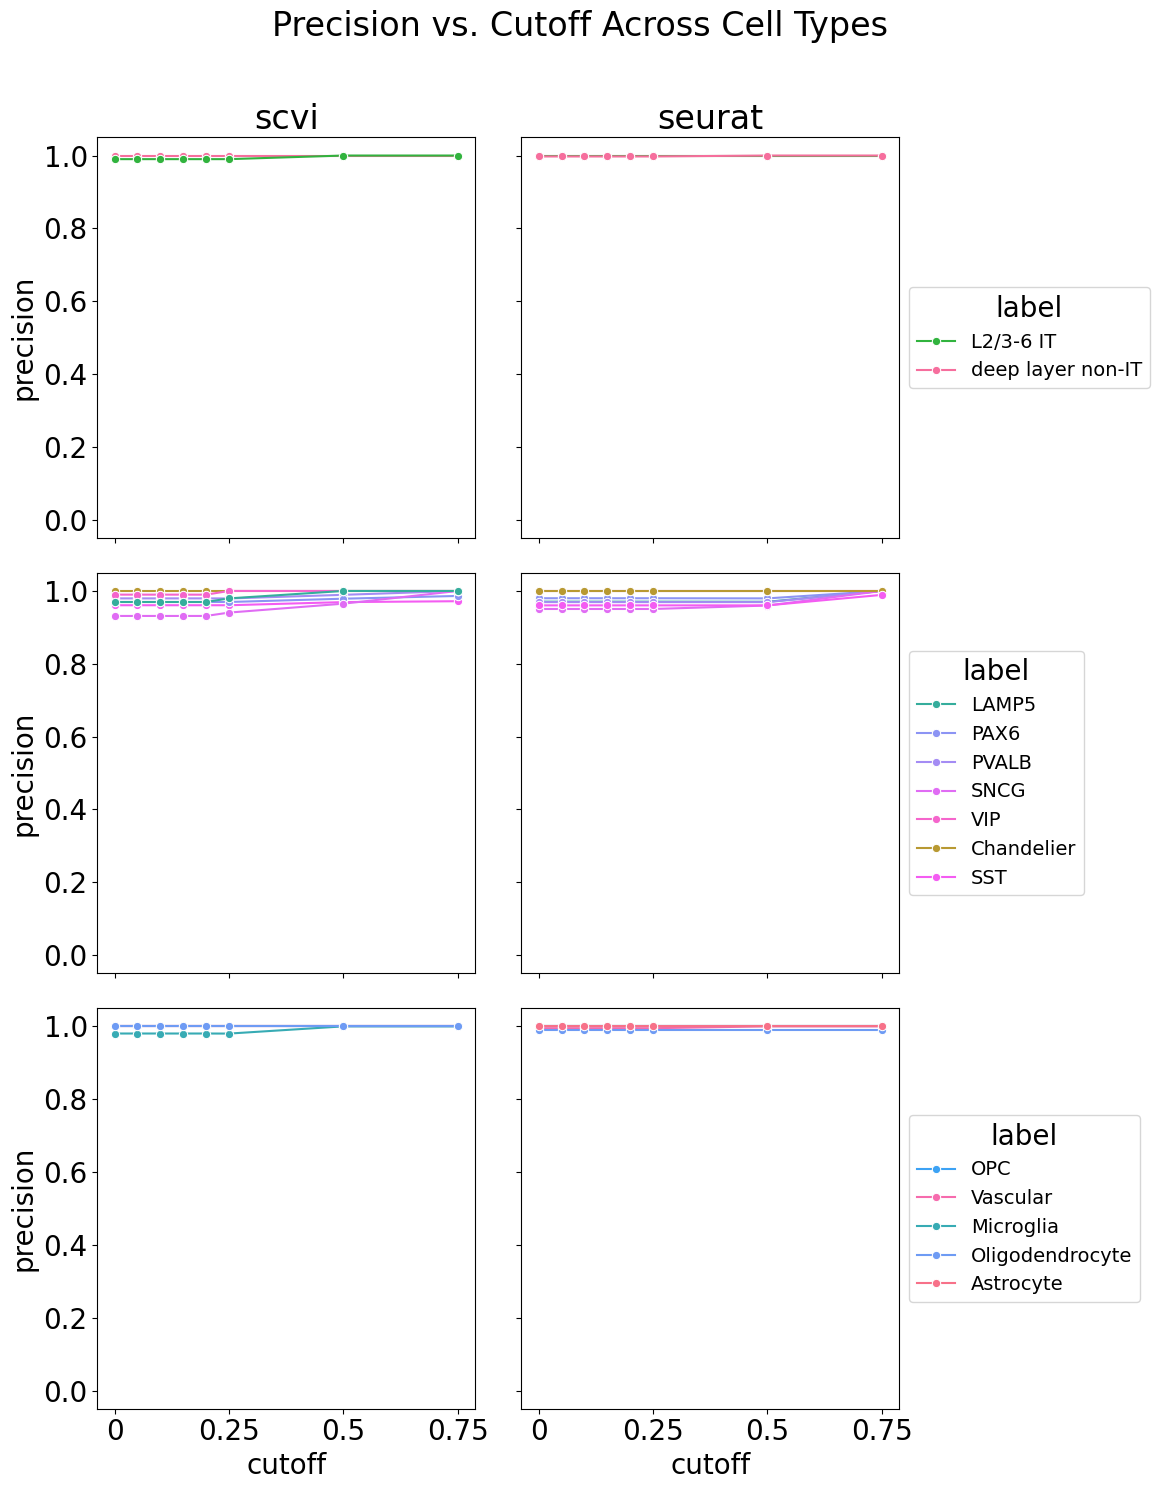 Precision vs. Cutoff Across Cell Types
scvi
seurat
1.0
0.8
0.6
0.4
0.2
0.0
precision
label
L2/3-6 IT
deep layer non-IT
1.0
0.8
0.6
0.4
0.2
0.0
precision
label
LAMP5
PAX6
PVALB
SNCG
VIP
Chandelier
SST
1.0
0.8
0.6
0.4
0.2
0.0
precision
label
OPC
Vascular
Microglia
Oligodendrocyte
Astrocyte
0 0.25 0.5 0.75
cutoff
0 0.25 0.5 0.75
cutoff